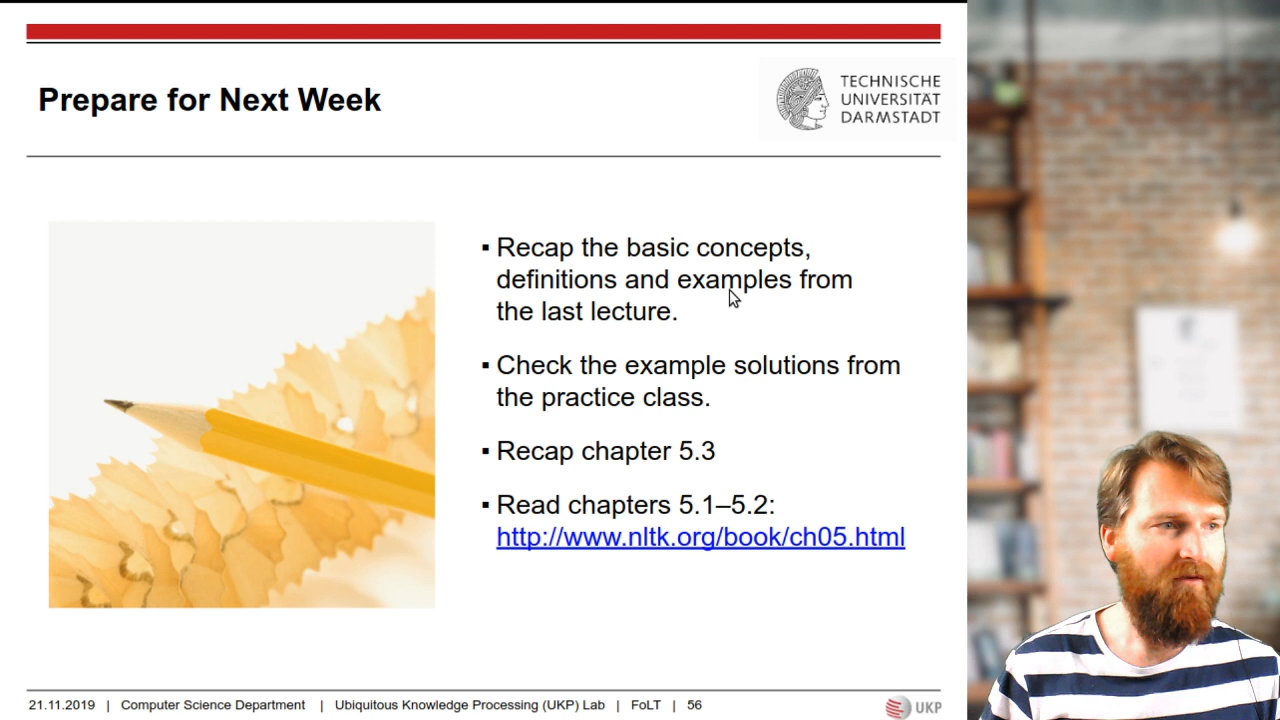 Prepare for Next Week
TECHNISCHE
UNIVERSITÄT
DARMSTADT
▪ Recap the basic concepts,
definitions and examples from
the last lecture.
▪ Check the example solutions from
the practice class.
▪ Recap chapter 5.3
▪ Read chapters 5.1–5.2:
http://www.nltk.org/book/ch05.html
21.11.2019 | Computer Science Department | Ubiquitous Knowledge Processing (UKP) Lab | FoLT | 56
UKP